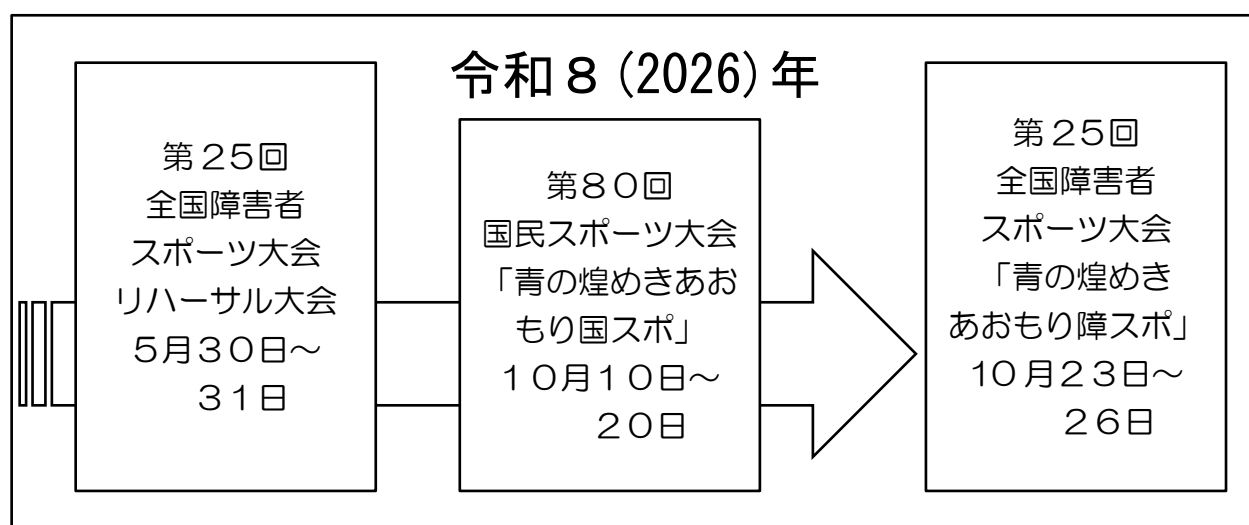 令和８(2026)年
第２５回
全国障害者
スポーツ大会
リハーサル大会
５月３０日～
３１日
第８０回
国民スポーツ大会
「青の煌めきあお
もり国スポ」
１０月１０日～
２０日
第２５回
全国障害者
スポーツ大会
「青の煌めき
あおもり障スポ」
10月２３日～
２６日